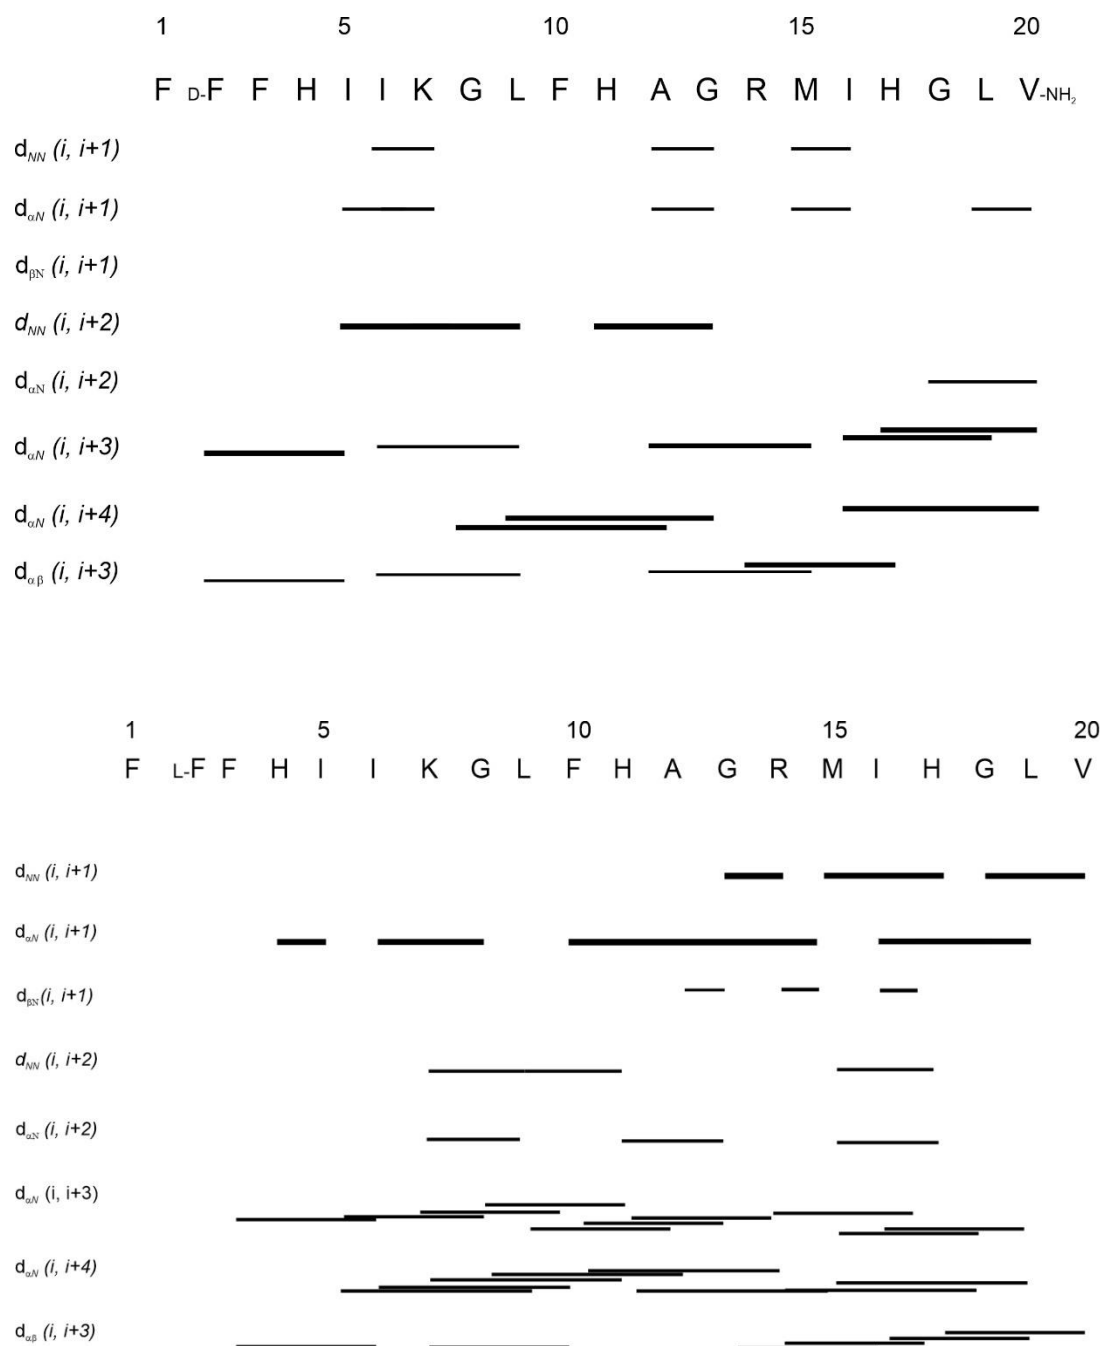 1 5 10 15 20
F D-F F H I I K G L F H A G R M I H G L V-NH₂
dNN (i, i+1)
dαN (i, i+1)
dβN (i, i+1)
dNN (i, i+2)
dαN (i, i+2)
dαN (i, i+3)
dαN (i, i+4)
dαβ (i, i+3)
1 5 10 15 20
F L-F F H I I K G L F H A G R M I H G L V
dNN (i, i+1)
dαN (i, i+1)
dβN(i, i+1)
dNN (i, i+2)
dαN (i, i+2)
dαN (i, i+3)
dαN (i, i+4)
dαβ (i, i+3)